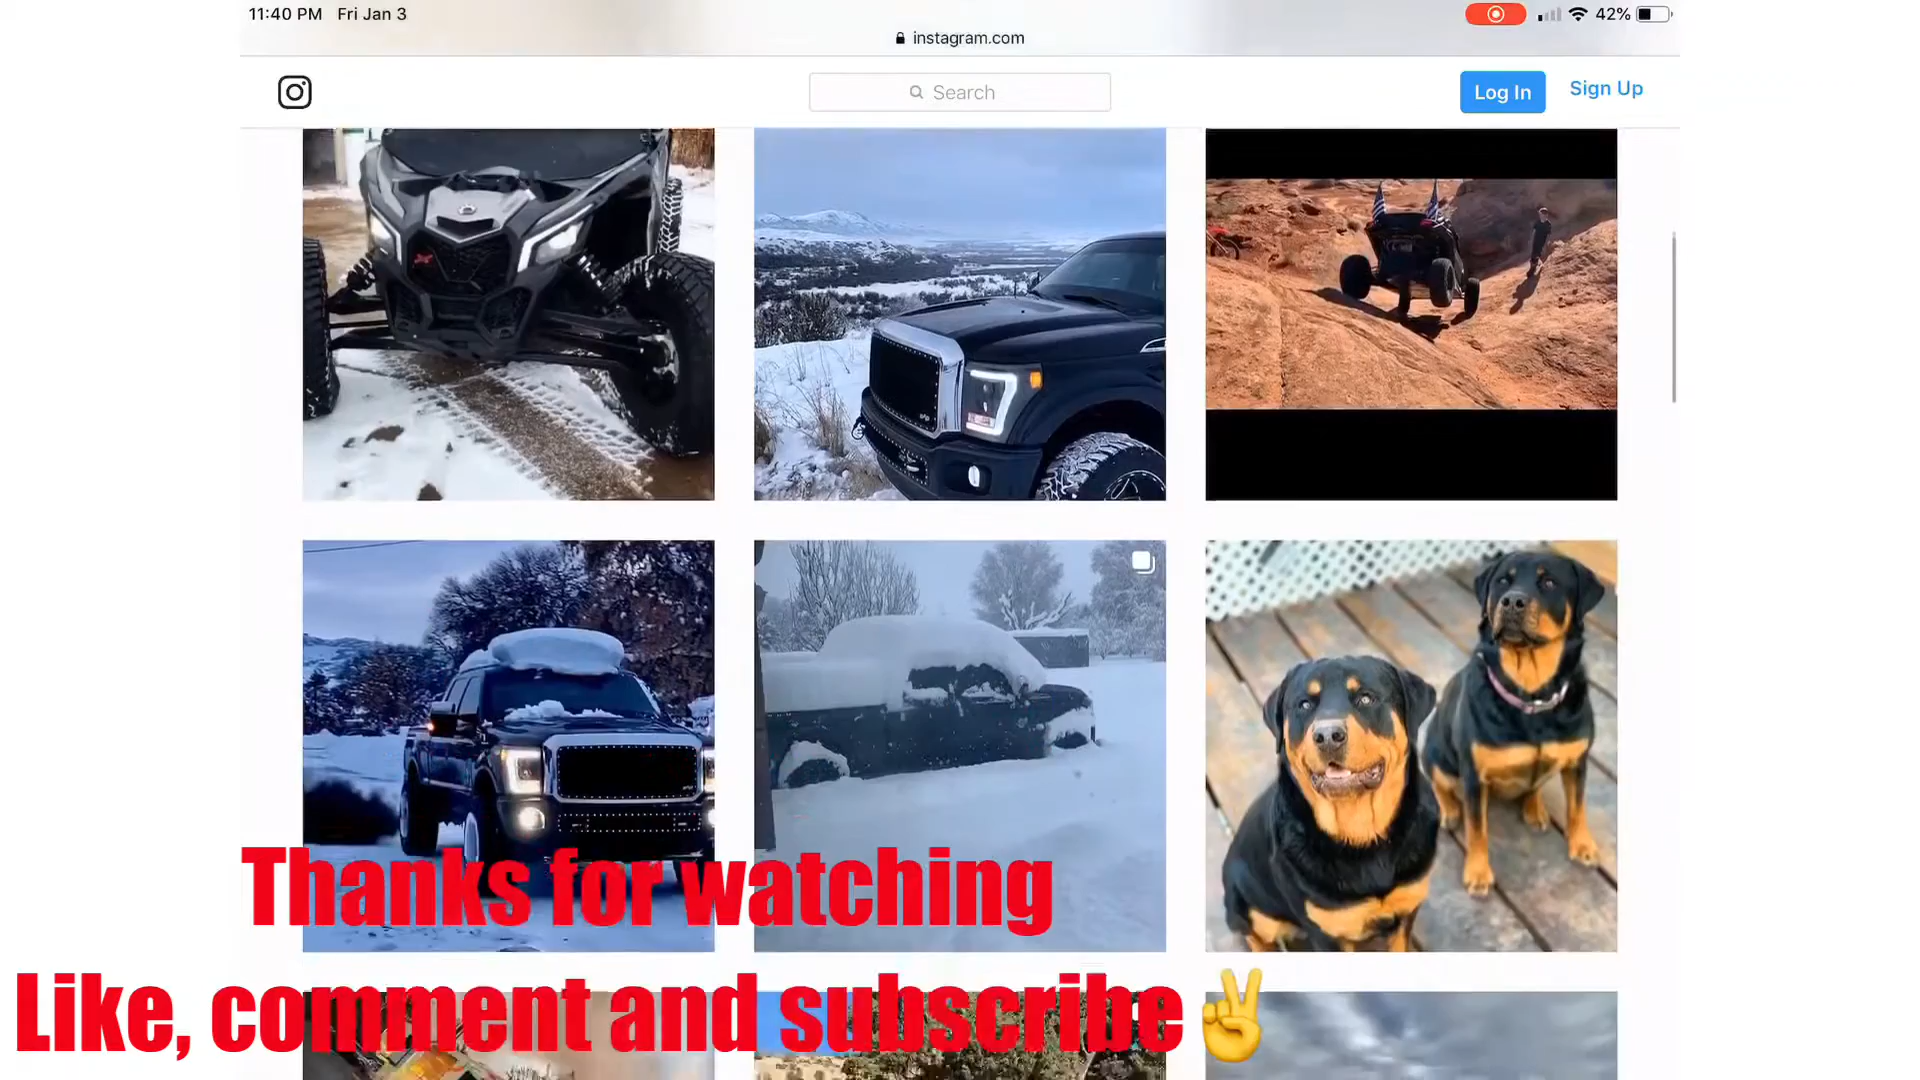 11:40 PM Fri Jan 3
42%
instagram.com
Search
Log In
Sign Up
Thanks for watching
Like, comment and subscribe✌️